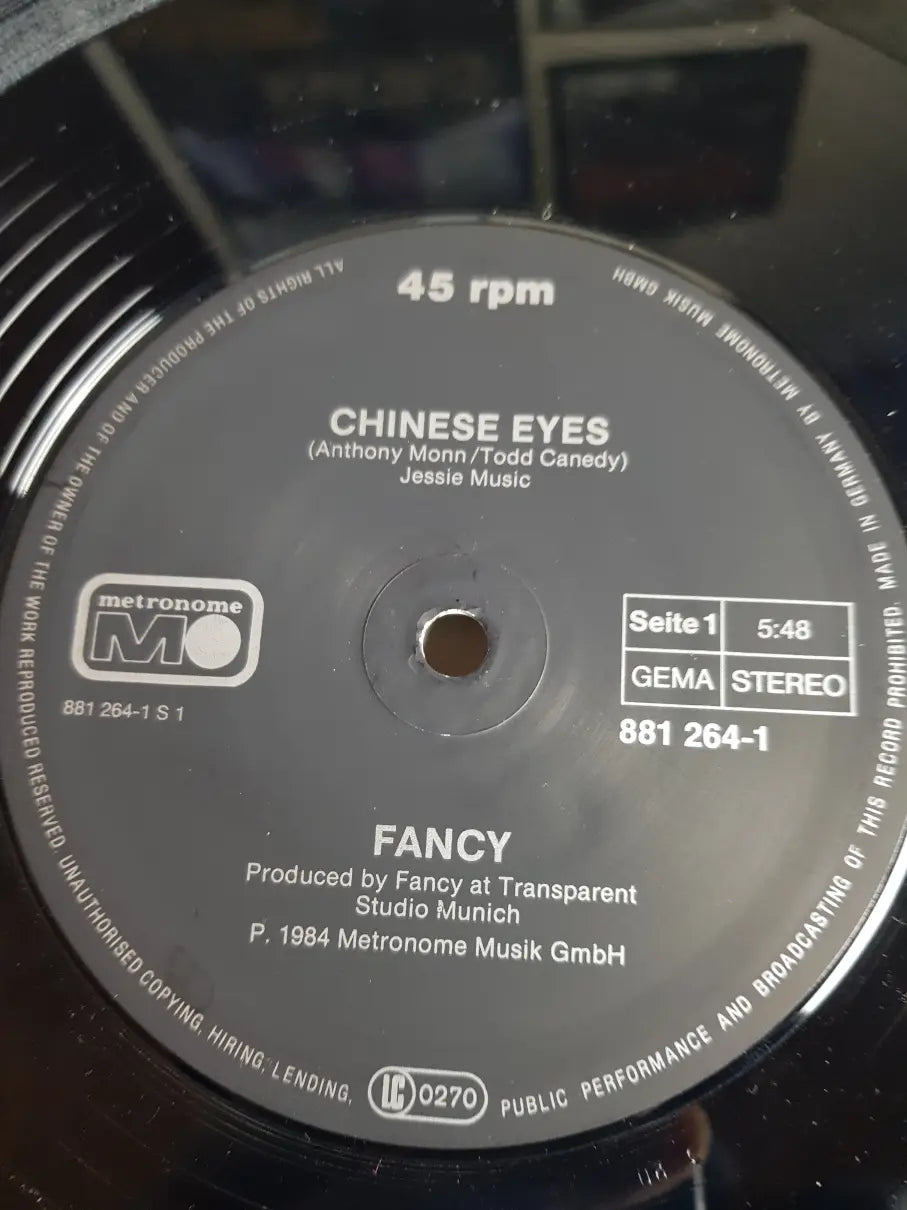 45 rpm
CHINESE EYES
(Anthony Monn/Todd Canedy)
Jessie Music
metronome
MO
881 264-1 S 1
Seite 1 5:48
GEMA STEREO
881 264-1
FANCY
Produced by Fancy at Transparent
Studio Munich
P. 1984 Metronome Musik GmbH
ALL RIGHTS OF THE PRODUCER AND OF THE OWNER OF THE WORK REPRODUCED RESERVED. UNAUTHORISED COPYING, HIRING, LENDING, LC 0270 PUBLIC PERFORMANCE AND BROADCASTING OF THIS RECORD PROHIBITED. MADE IN GERMANY BY METRONOME MUSIK GMBH